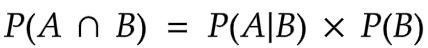 P(A ∩ B) = P(A|B) × P(B)